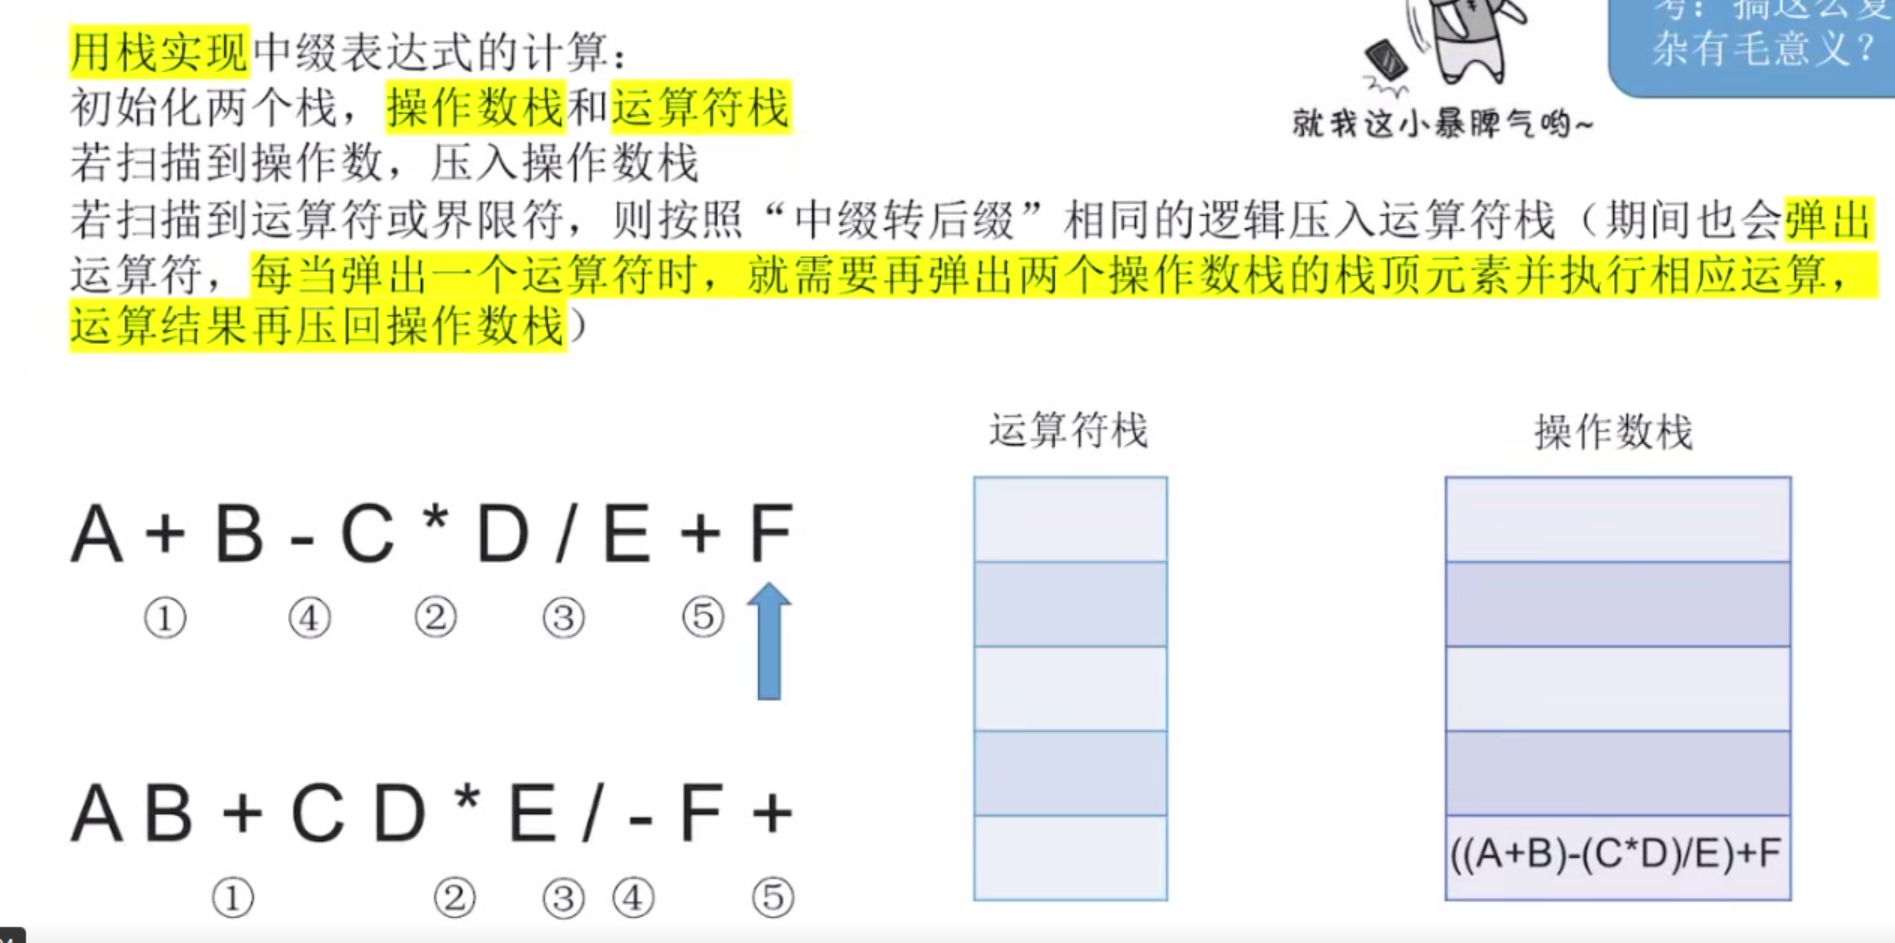 考：搞这么复
杂有毛意义？
就我这小暴脾气哟~
用栈实现中缀表达式的计算：
初始化两个栈，操作数栈和运算符栈
若扫描到操作数，压入操作数栈
若扫描到运算符或界限符，则按照“中缀转后缀”相同的逻辑压入运算符栈（期间也会弹出
运算符，每当弹出一个运算符时，就需要再弹出两个操作数栈的栈顶元素并执行相应运算，
运算结果再压回操作数栈）
运算符栈
操作数栈
A + B - C * D / E + F
① ④ ② ③ ⑤
A B + C D * E / - F +
① ② ③ ④ ⑤
((A+B)-(C*D)/E)+F